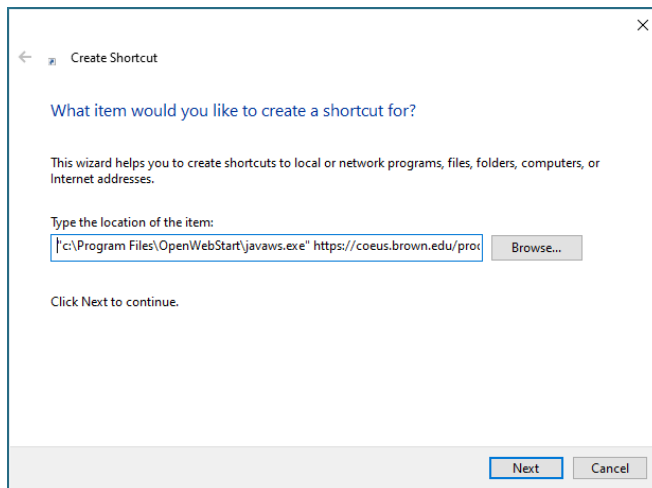 Create Shortcut
What item would you like to create a shortcut for?
This wizard helps you to create shortcuts to local or network programs, files, folders, computers, or
Internet addresses.
Type the location of the item:
"c:\Program Files\OpenWebStart\javaws.exe" https://coeus.brown.edu/proc
Browse...
Click Next to continue.
Next Cancel